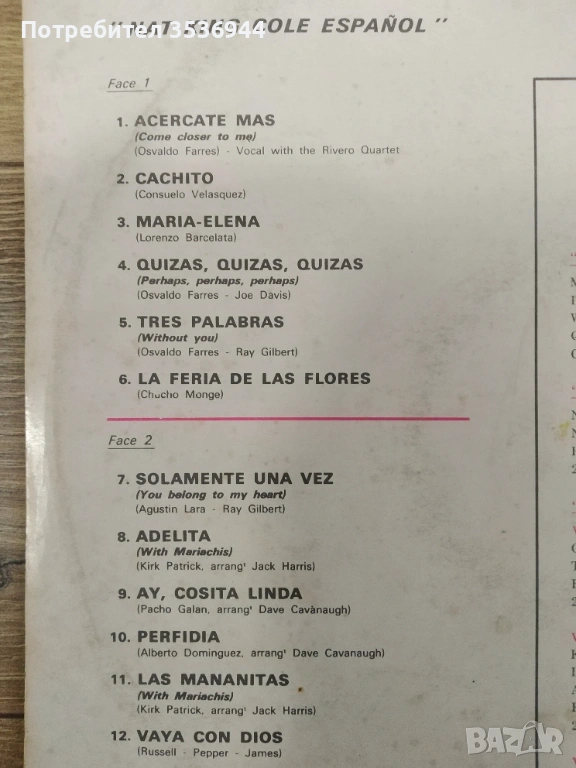 Потребител3556944
" NAT KING COLE ESPAÑOL "
Face 1
1. ACERCATE MAS
(Come closer to me)
(Osvaldo Farres) - Vocal with the Rivero Quartet
2. CACHITO
(Consuelo Velasquez)
3. MARIA-ELENA
(Lorenzo Barcelata)
4. QUIZAS, QUIZAS, QUIZAS
(Perhaps, perhaps, perhaps)
(Osvaldo Farres - Joe Davis)
5. TRES PALABRAS
(Without you)
(Osvaldo Farres - Ray Gilbert)
6. LA FERIA DE LAS FLORES
(Chucho Monge)
Face 2
7. SOLAMENTE UNA VEZ
(You belong to my heart)
(Agustin Lara - Ray Gilbert)
8. ADELITA
(With Mariachis)
(Kirk Patrick, arrang' Jack Harris)
9. AY, COSITA LINDA
(Pacho Galan, arrang' Dave Cavanaugh)
10. PERFIDIA
(Alberto Dominguez, arrang' Dave Cavanaugh)
11. LAS MANANITAS
(With Mariachis)
(Kirk Patrick, arrang' Jack Harris)
12. VAYA CON DIOS
(Russell - Pepper - James)
BAZAR